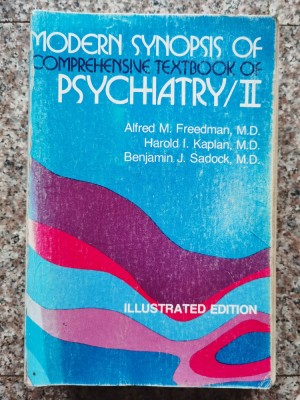 MODERN SYNOPSIS OF
COMPREHENSIVE TEXTBOOK OF
PSYCHIATRY/II
Alfred M. Freedman, M.D.
Harold I. Kaplan, M.D.
Benjamin J. Sadock, M.D.
ILLUSTRATED EDITION